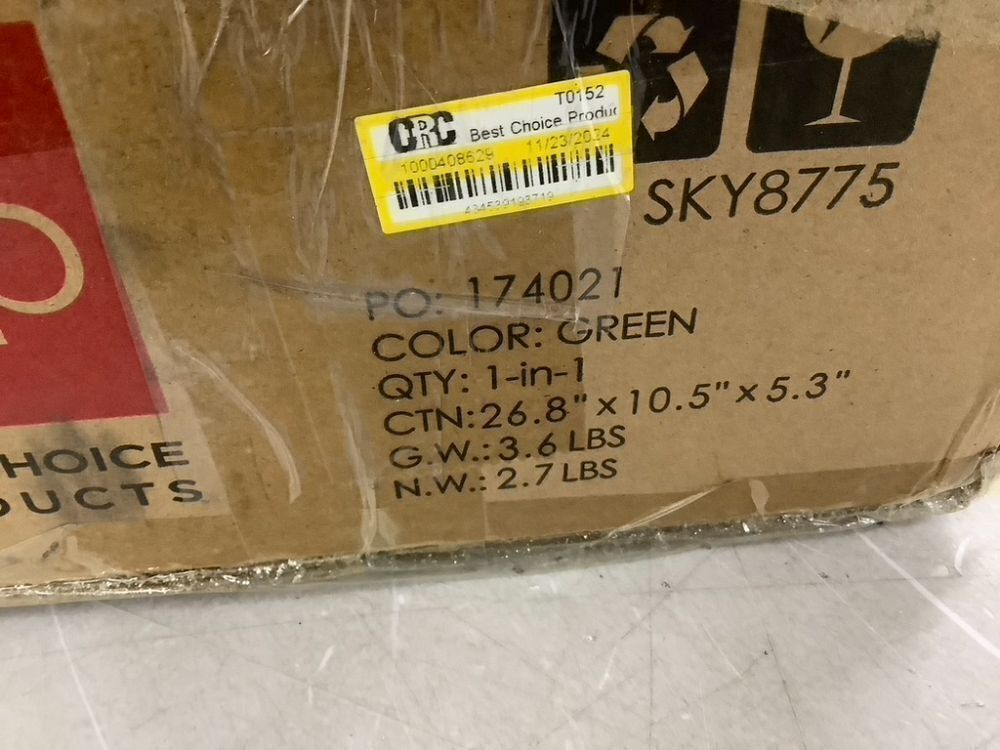 T0152
CRC Best Choice Produc
1000408629 11/23/2024
SKY8775
PO: 174021
COLOR: GREEN
QTY: 1-in-1
CTN:26.8"x10.5"x5.3"
G.W.: 3.6 LBS
N.W.: 2.7 LBS
HOICE
DUCTS